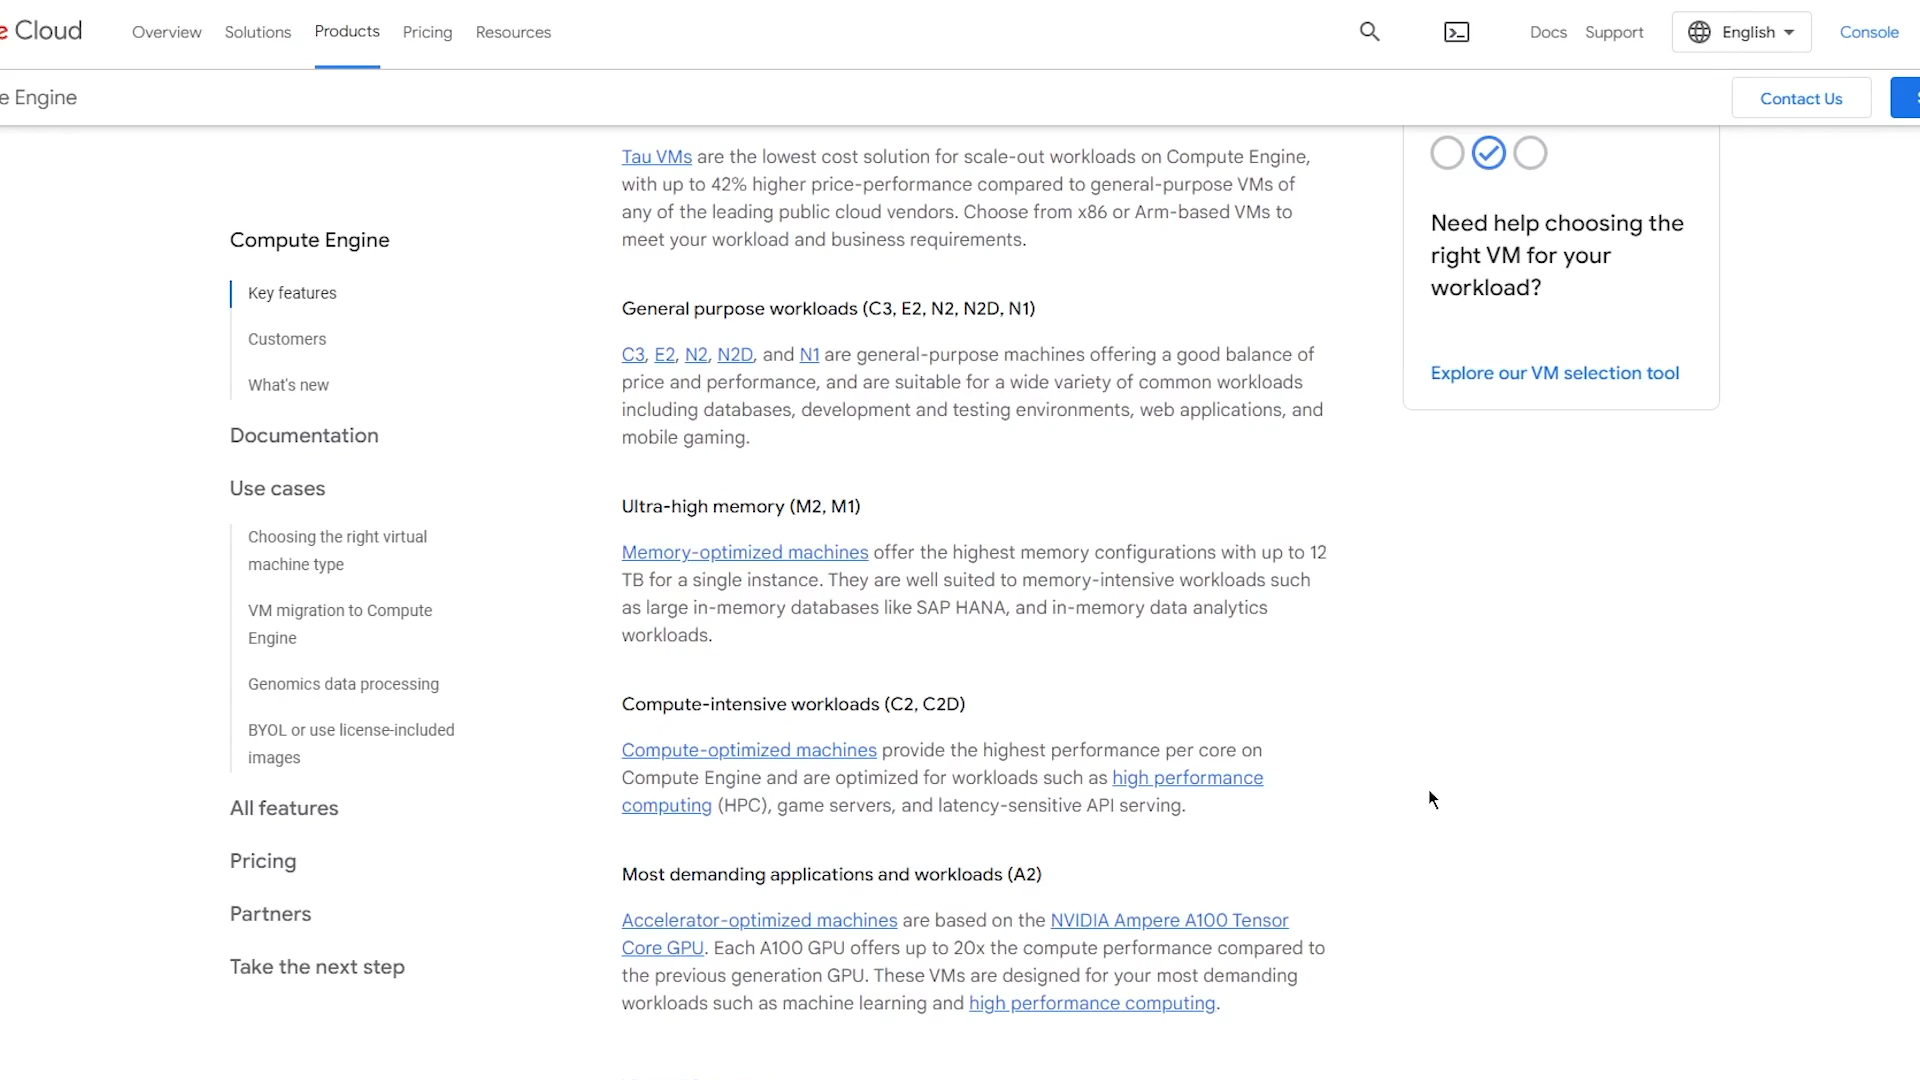 e Cloud
Overview
Solutions
Products
Pricing
Resources
Docs
Support
English
Console
e Engine
Contact Us
Compute Engine
Key features
Customers
What's new
Documentation
Use cases
Choosing the right virtual
machine type
VM migration to Compute
Engine
Genomics data processing
BYOL or use license-included
images
All features
Pricing
Partners
Take the next step
Tau VMs are the lowest cost solution for scale-out workloads on Compute Engine,
with up to 42% higher price-performance compared to general-purpose VMs of
any of the leading public cloud vendors. Choose from x86 or Arm-based VMs to
meet your workload and business requirements.
General purpose workloads (C3, E2, N2, N2D, N1)
C3, E2, N2, N2D, and N1 are general-purpose machines offering a good balance of
price and performance, and are suitable for a wide variety of common workloads
including databases, development and testing environments, web applications, and
mobile gaming.
Ultra-high memory (M2, M1)
Memory-optimized machines offer the highest memory configurations with up to 12
TB for a single instance. They are well suited to memory-intensive workloads such
as large in-memory databases like SAP HANA, and in-memory data analytics
workloads.
Compute-intensive workloads (C2, C2D)
Compute-optimized machines provide the highest performance per core on
Compute Engine and are optimized for workloads such as high performance
computing (HPC), game servers, and latency-sensitive API serving.
Most demanding applications and workloads (A2)
Accelerator-optimized machines are based on the NVIDIA Ampere A100 Tensor
Core GPU. Each A100 GPU offers up to 20x the compute performance compared to
the previous generation GPU. These VMs are designed for your most demanding
workloads such as machine learning and high performance computing.
Need help choosing the
right VM for your
workload?
Explore our VM selection tool